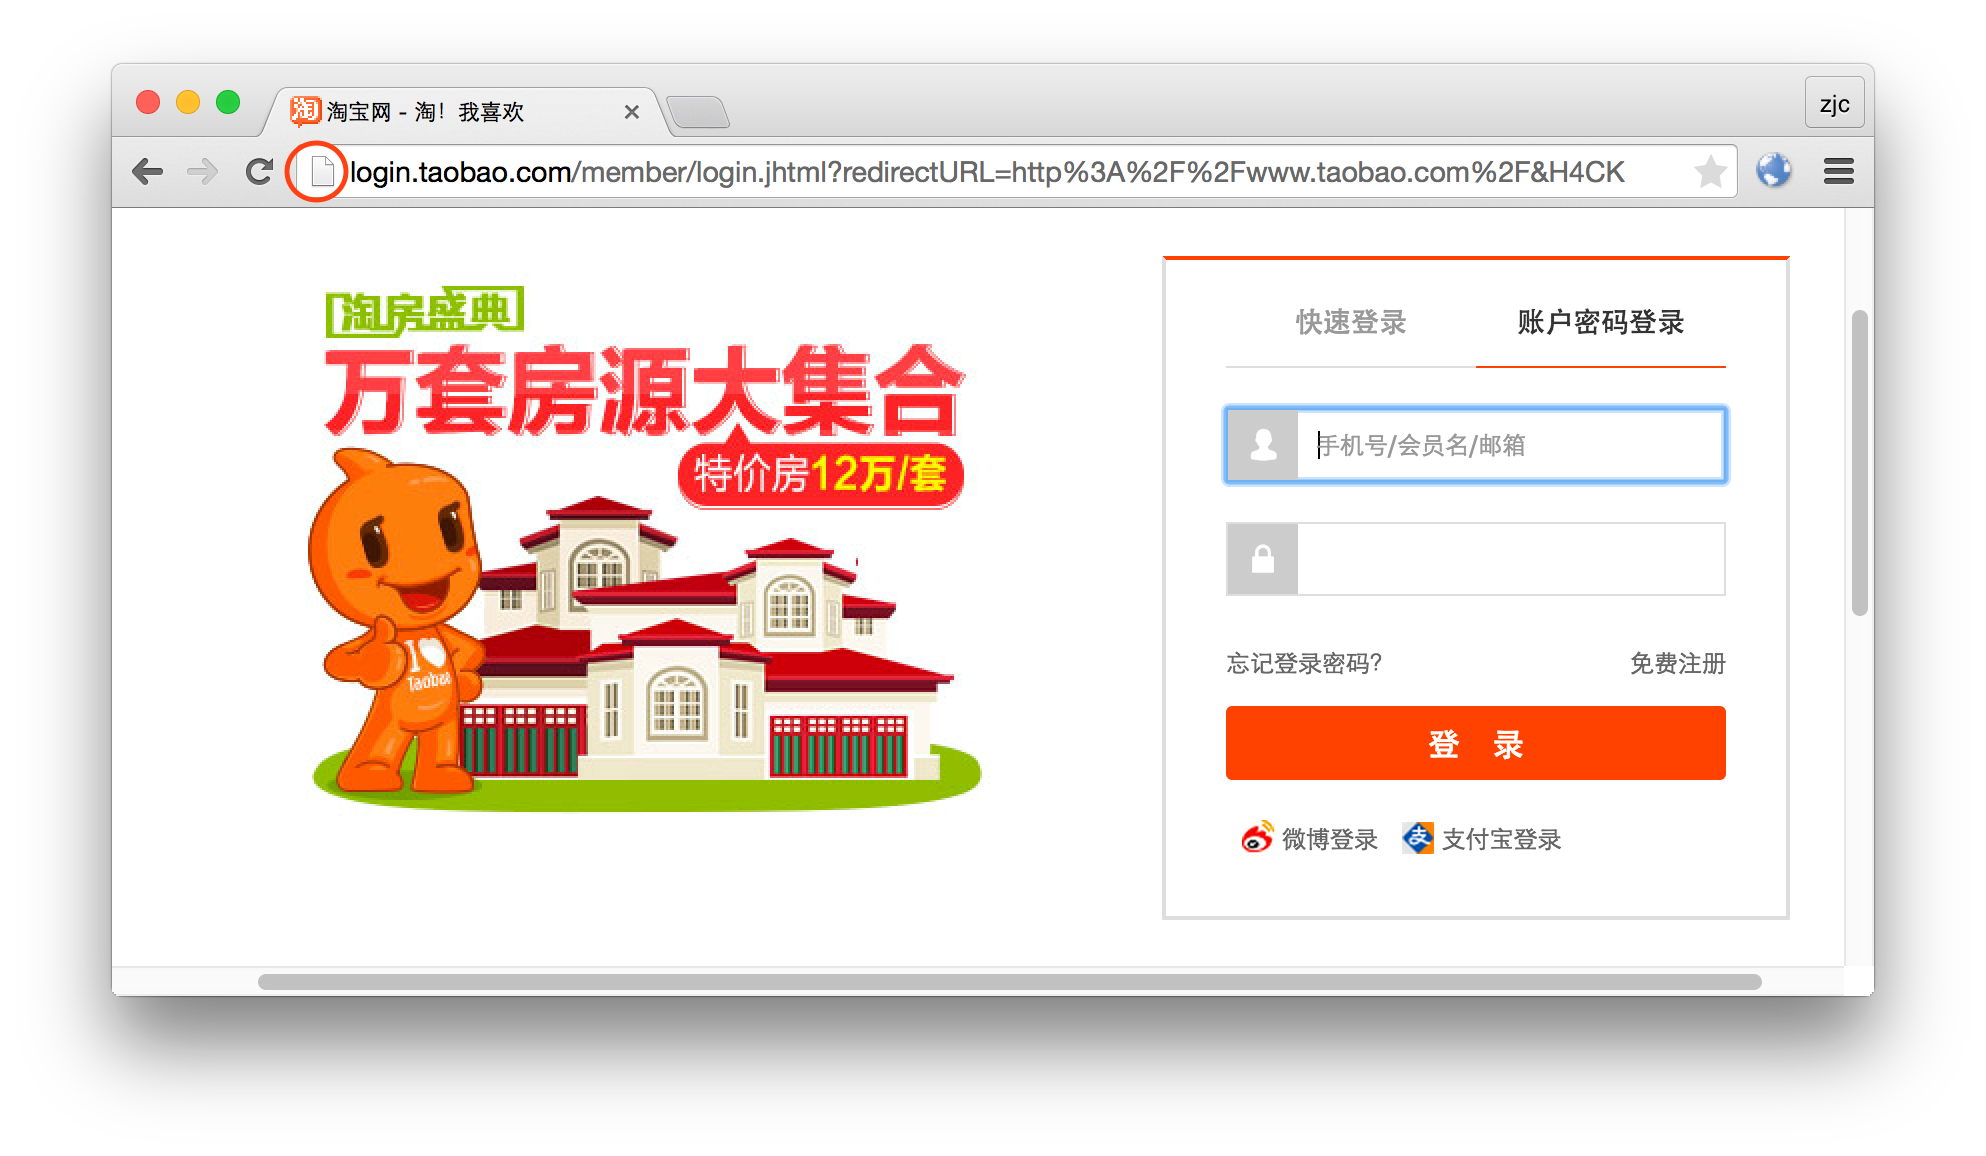 淘 淘宝网 - 淘！我喜欢
zjc
login.taobao.com/member/login.jhtml?redirectURL=http%3A%2F%2Fwww.taobao.com%2F&H4CK
淘房盛典
万套房源大集合
特价房12万/套
I
Taobao
快速登录
账户密码登录
手机号/会员名/邮箱
忘记登录密码?
免费注册
登 录
微博登录
支 支付宝登录